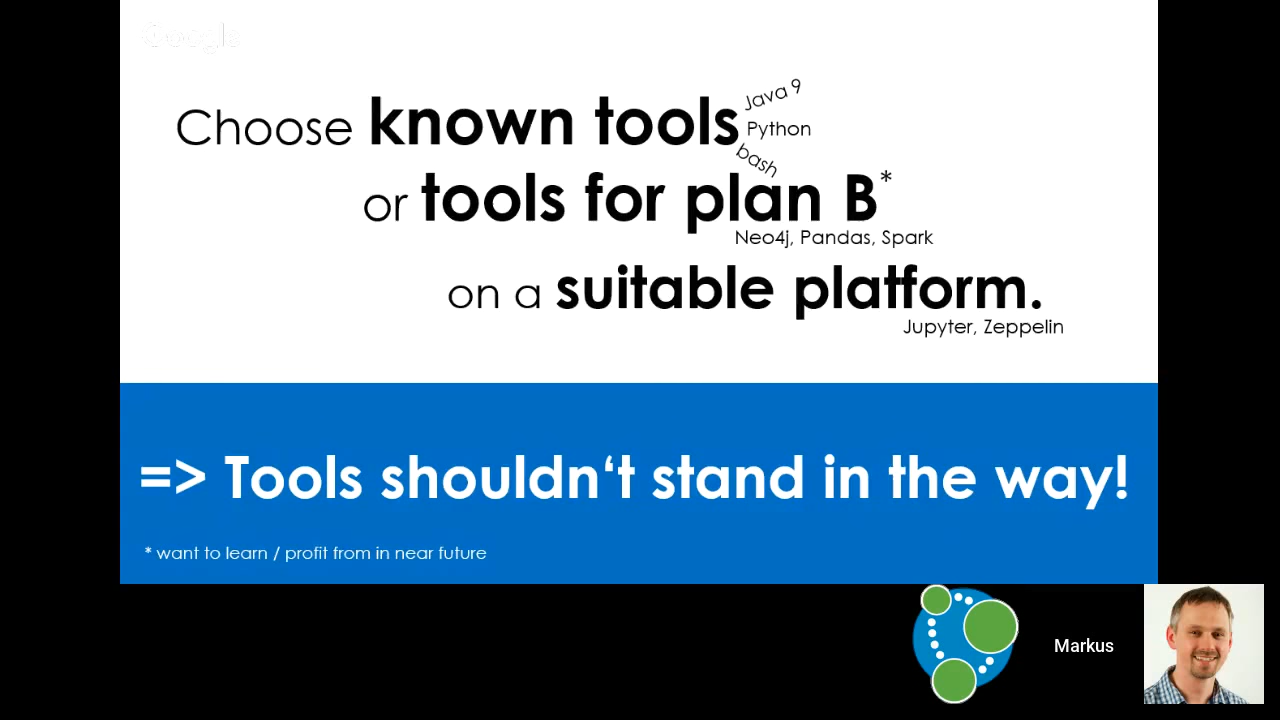 Google
Choose known tools
Java 9
Python
bash
or tools for plan B*
Neo4j, Pandas, Spark
on a suitable platform.
Jupyter, Zeppelin
=> Tools shouldn‘t stand in the way!
* want to learn / profit from in near future
Markus